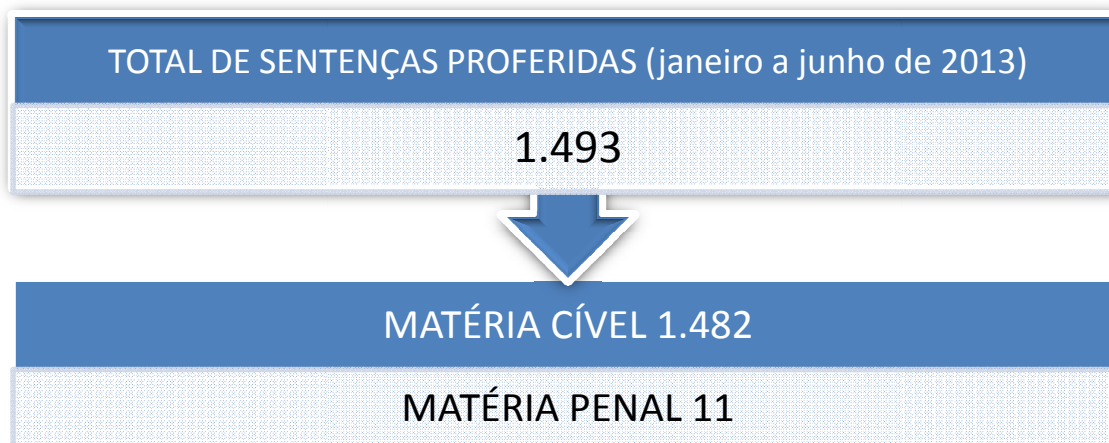 TOTAL DE SENTENÇAS PROFERIDAS (janeiro a junho de 2013)
1.493
MATÉRIA CÍVEL 1.482
MATÉRIA PENAL 11